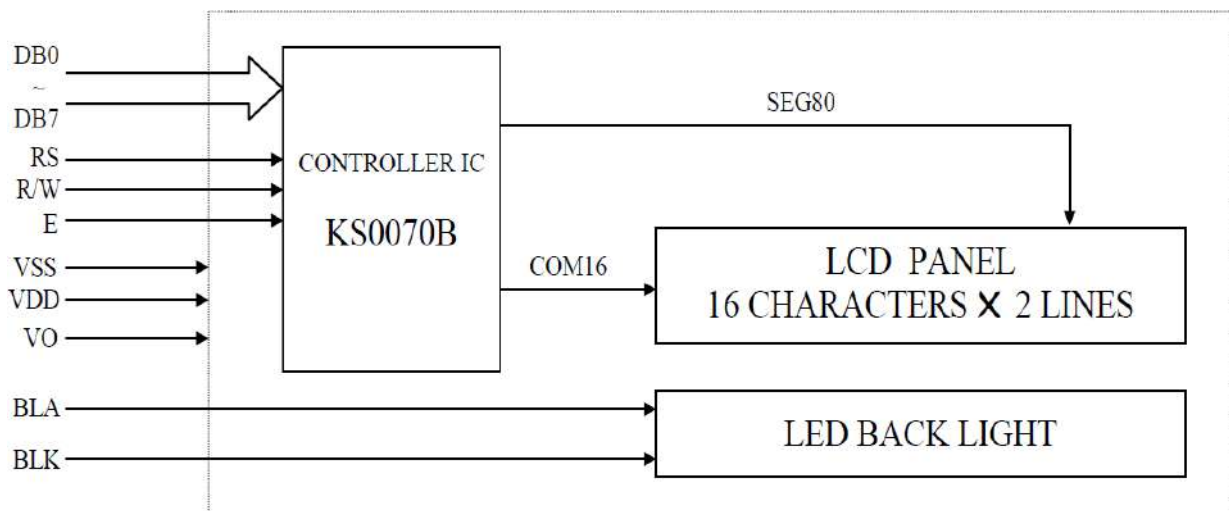 DB0
~
DB7
RS
R/W
E
VSS
VDD
VO
BLA
BLK
CONTROLLER IC
KS0070B
SEG80
COM16
LCD PANEL
16 CHARACTERS X 2 LINES
LED BACK LIGHT